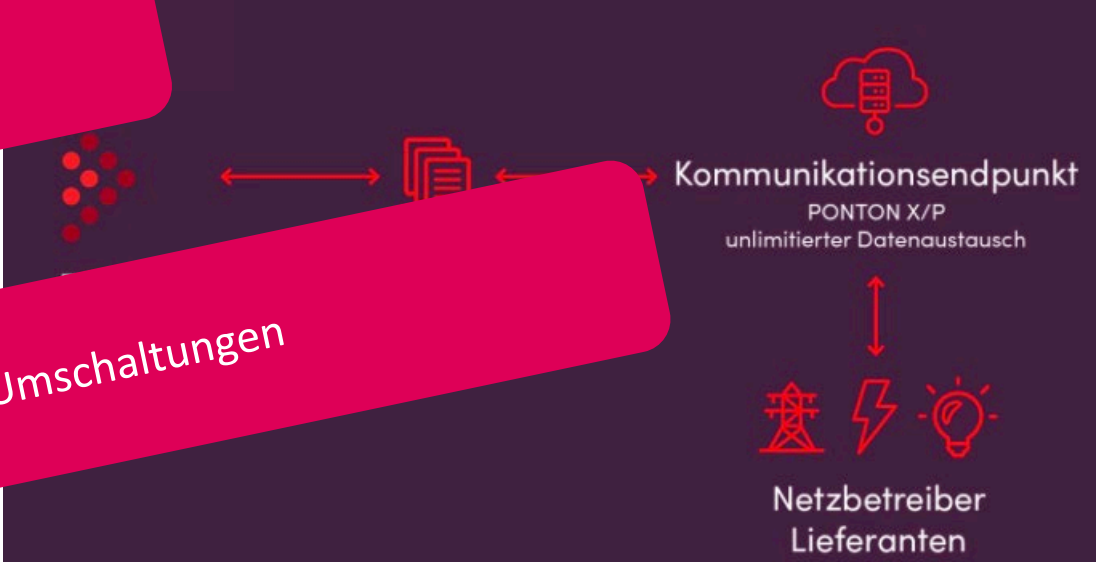 Kommunikationsendpunkt
PONTON X/P
unlimitierter Datenaustausch
Umschaltungen
Netzbetreiber
Lieferanten